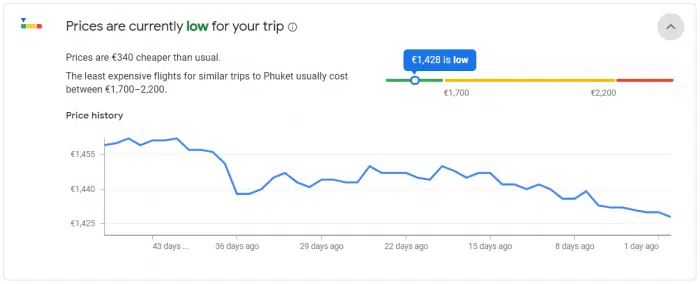 Prices are currently low for your trip
Prices are €340 cheaper than usual.
€1,428 is low
The least expensive flights for similar trips to Phuket usually cost
between €1,700–2,200.
€1,700
€2,200
Price history
€1,455
€1,440
€1,425
43 days ...
36 days ago
29 days ago
22 days ago
15 days ago
8 days ago
1 day ago